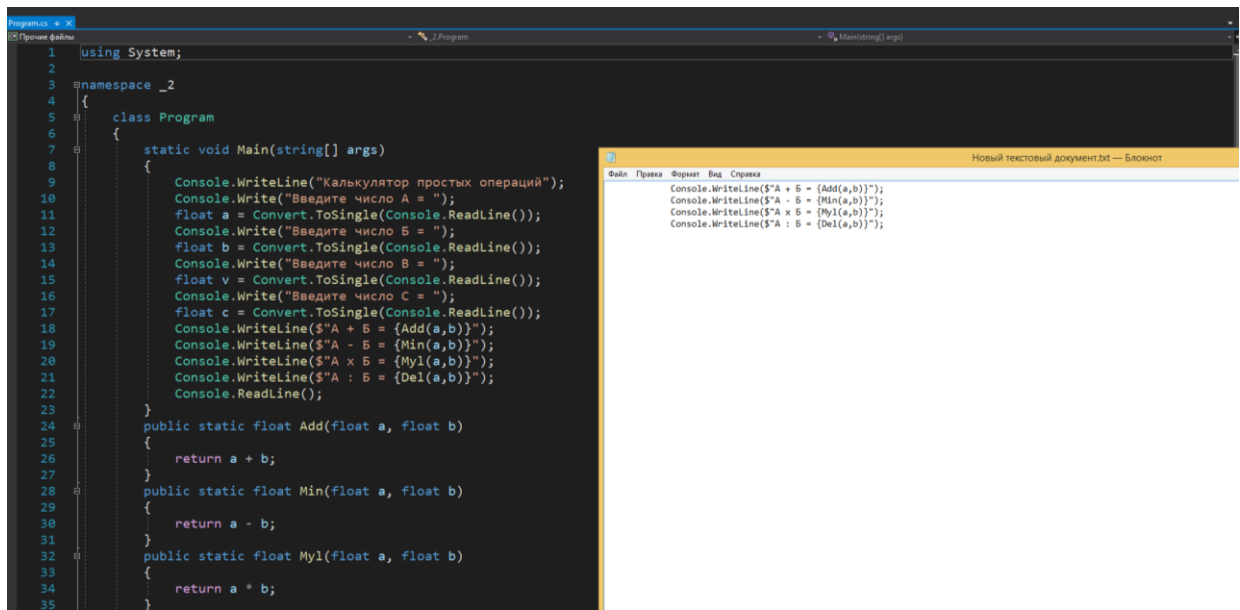 Program.cs
Прочие файлы
_2.Program
Main(string[] args)
1 using System;
2
3 namespace _2
4 {
5 class Program
6 {
7 static void Main(string[] args)
8 {
9 Console.WriteLine("Калькулятор простых операций");
10 Console.Write("Введите число А = ");
11 float a = Convert.ToSingle(Console.ReadLine());
12 Console.Write("Введите число Б = ");
13 float b = Convert.ToSingle(Console.ReadLine());
14 Console.Write("Введите число В = ");
15 float v = Convert.ToSingle(Console.ReadLine());
16 Console.Write("Введите число С = ");
17 float c = Convert.ToSingle(Console.ReadLine());
18 Console.WriteLine($"А + Б = {Add(a,b)}");
19 Console.WriteLine($"А - Б = {Min(a,b)}");
20 Console.WriteLine($"А х Б = {Myl(a,b)}");
21 Console.WriteLine($"А : Б = {Del(a,b)}");
22 Console.ReadLine();
23 }
24 public static float Add(float a, float b)
25 {
26 return a + b;
27 }
28 public static float Min(float a, float b)
29 {
30 return a - b;
31 }
32 public static float Myl(float a, float b)
33 {
34 return a * b;
35 }
Новый текстовый документ.txt — Блокнот
Файл Правка Формат Вид Справка
Console.WriteLine($"А + Б = {Add(a,b)}");
Console.WriteLine($"А - Б = {Min(a,b)}");
Console.WriteLine($"А х Б = {Myl(a,b)}");
Console.WriteLine($"А : Б = {Del(a,b)}");